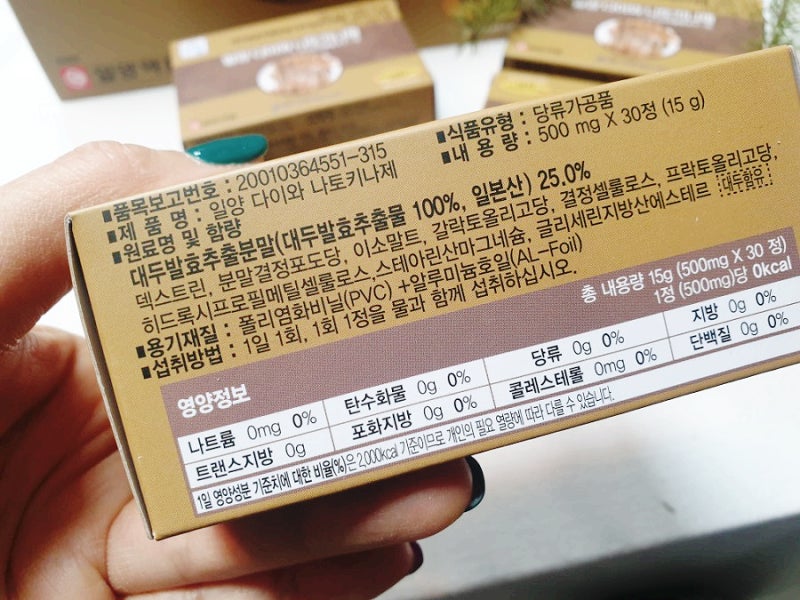 ■품목보고번호 : 20010364551-315
■식품유형 : 당류가공품
■제 품 명 : 일양 다이와 나토키나제
■내 용 량 : 500 mg X 30정 (15 g)
■원료명 및 함량
대두발효추출분말(대두발효추출물 100%, 일본산) 25.0%
덱스트린, 분말결정포도당, 이소말트, 갈락토올리고당, 결정셀룰로스, 프락토올리고당,
히드록시프로필메틸셀룰로스,스테아린산마그네슘, 글리세린지방산에스테르 대두함유
■용기재질 : 폴리염화비닐(PVC) +알루미늄호일(AL-Foil)
■섭취방법 : 1일 1회, 1회 1정을 물과 함께 섭취하십시오.
영양정보
총 내용량 15g (500mg X 30 정)
1정 (500mg)당 0kcal
나트륨 0mg 0% 탄수화물 0g 0% 당류 0g 0% 지방 0g 0%
트랜스지방 0g 포화지방 0g 0% 콜레스테롤 0mg 0% 단백질 0g 0%
1일 영양성분 기준치에 대한 비율(%)은 2,000kcal 기준이므로 개인의 필요 열량에 따라 다를 수 있습니다.